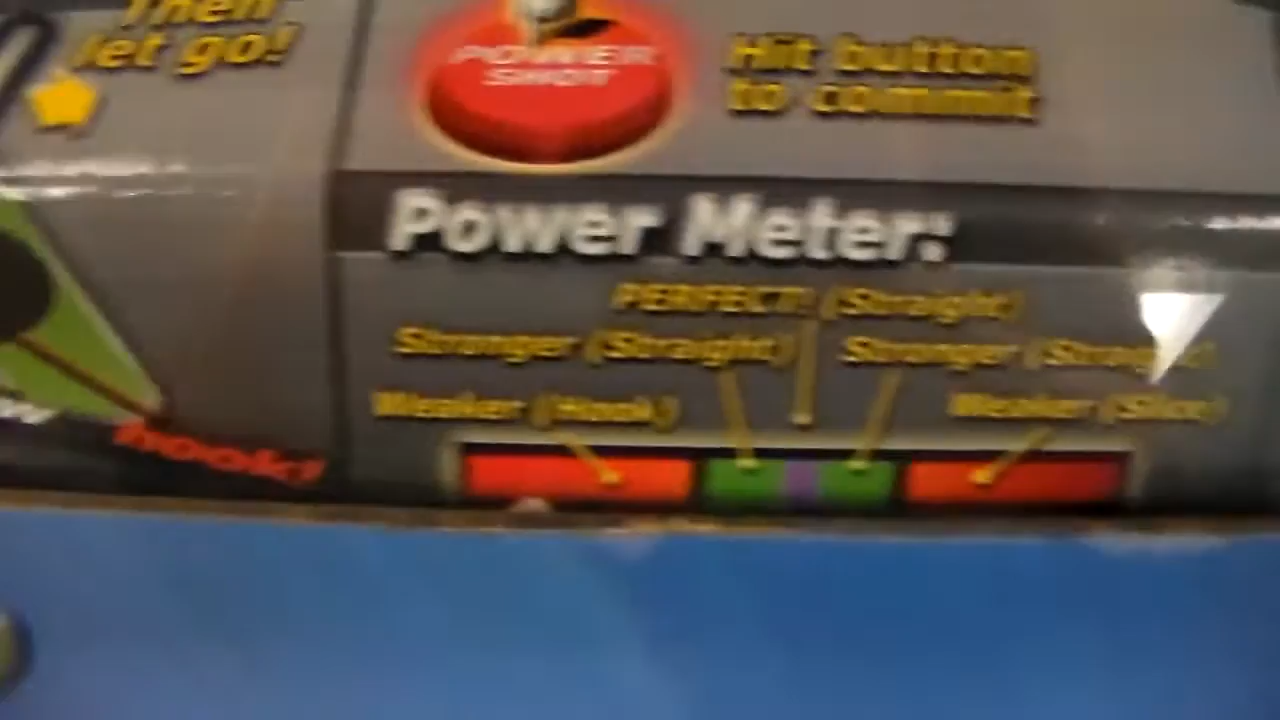 Then
let go!
POWER
SHOT
Hit button
to commit
Power Meter:
PERFECT! (Straight)
Stronger (Straight)
Stronger (Straight)
Weaker (Hook)
Weaker (Slice)
hook!